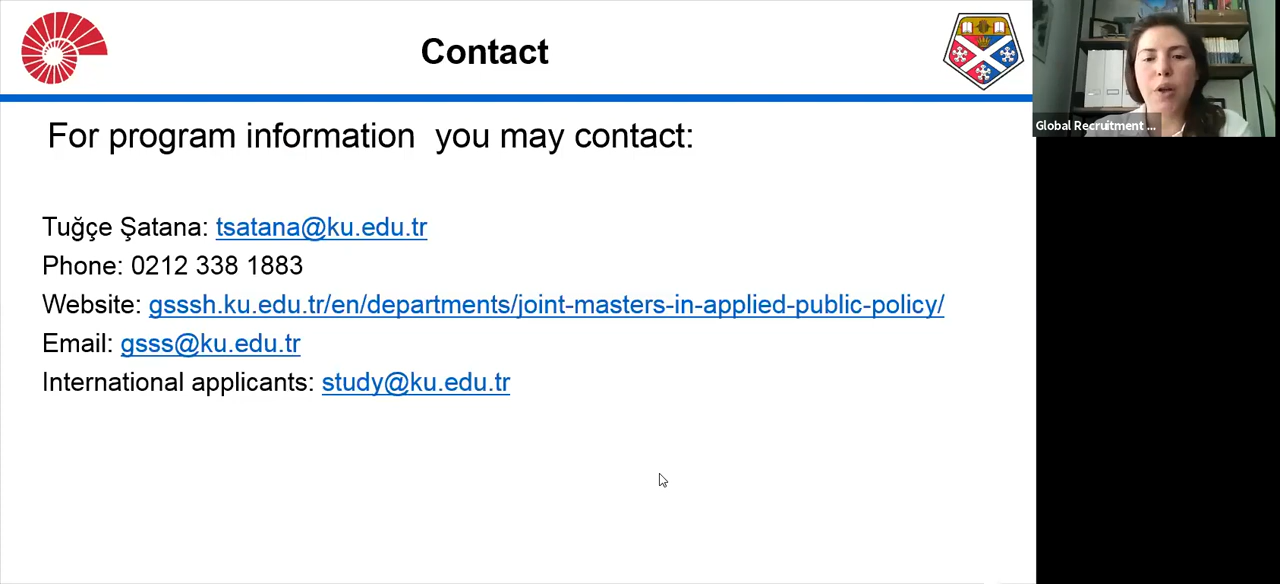 Contact
For program information you may contact:
Tuğçe Şatana: tsatana@ku.edu.tr
Phone: 0212 338 1883
Website: gsssh.ku.edu.tr/en/departments/joint-masters-in-applied-public-policy/
Email: gsss@ku.edu.tr
International applicants: study@ku.edu.tr
Global Recruitment ...